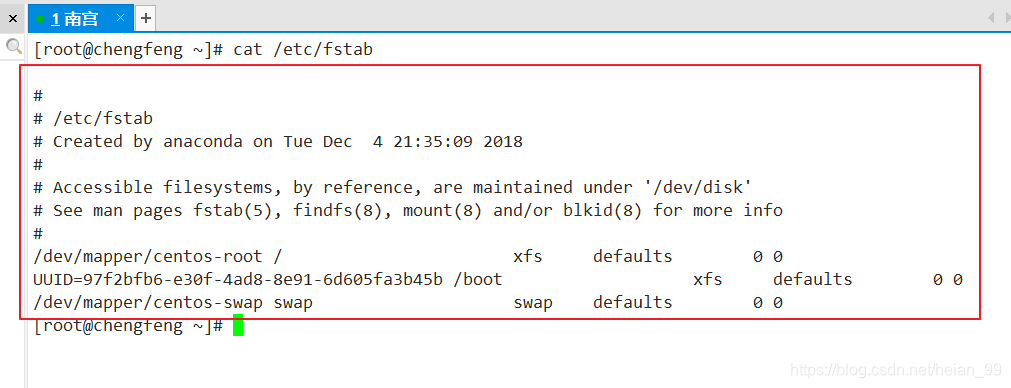 1 南宫
[root@chengfeng ~]# cat /etc/fstab
#
# /etc/fstab
# Created by anaconda on Tue Dec  4 21:35:09 2018
#
# Accessible filesystems, by reference, are maintained under '/dev/disk'
# See man pages fstab(5), findfs(8), mount(8) and/or blkid(8) for more info
#
/dev/mapper/centos-root /                       xfs     defaults        0 0
UUID=97f2bfb6-e30f-4ad8-8e91-6d605fa3b45b /boot                   xfs     defaults        0 0
/dev/mapper/centos-swap swap                    swap    defaults        0 0
[root@chengfeng ~]#
https://blog.csdn.net/heian_99